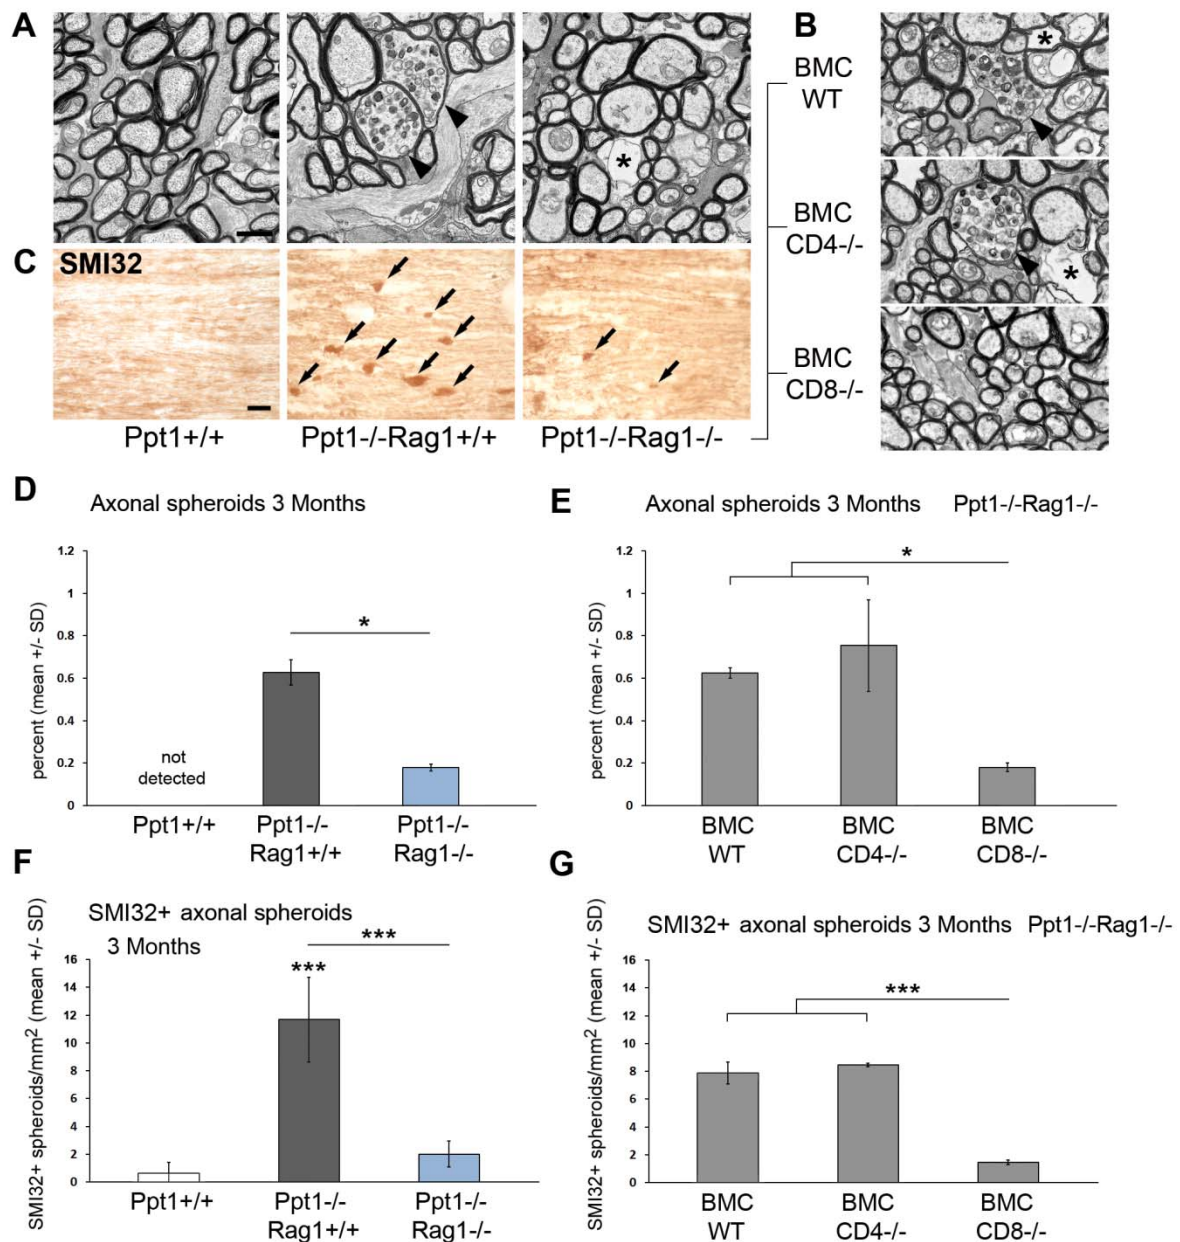 A
B
BMC
WT
*
*
BMC
CD4-/-
*
BMC
CD8-/-
C
SMI32
Ppt1+/+
Ppt1-/-Rag1+/+
Ppt1-/-Rag1-/-
D
Axonal spheroids 3 Months
percent (mean +/- SD)
1.2
1
0.8
0.6
0.4
0.2
0
*
not
detected
Ppt1+/+
Ppt1-/-
Rag1+/+
Ppt1-/-
Rag1-/-
E
Axonal spheroids 3 Months Ppt1-/-Rag1-/-
percent (mean +/- SD)
1.2
1
0.8
0.6
0.4
0.2
0
*
BMC
WT
BMC
CD4-/-
BMC
CD8-/-
F
SMI32+ axonal spheroids
3 Months
SMI32+ spheroids/mm² (mean +/- SD)
16
14
12
10
8
6
4
2
0
***
***
Ppt1+/+
Ppt1-/-
Rag1+/+
Ppt1-/-
Rag1-/-
G
SMI32+ axonal spheroids 3 Months Ppt1-/-Rag1-/-
SMI32+ spheroids/mm² (mean +/- SD)
16
14
12
10
8
6
4
2
0
***
BMC
WT
BMC
CD4-/-
BMC
CD8-/-